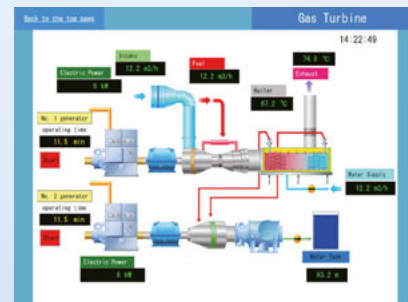 Back to the top page
Gas Turbine
14:22:49
Intake
12.2 m3/h
Fuel
12.2 m3/h
74.9 ℃
Exhaust
Electric Power
6 kW
Boiler
67.2 ℃
No. 1 generator
operating time
11.5 min
Start
Water Supply
12.2 m3/h
No. 2 generator
operating time
11.5 min
Start
Electric Power
6 kW
Water Tank
93.2 m